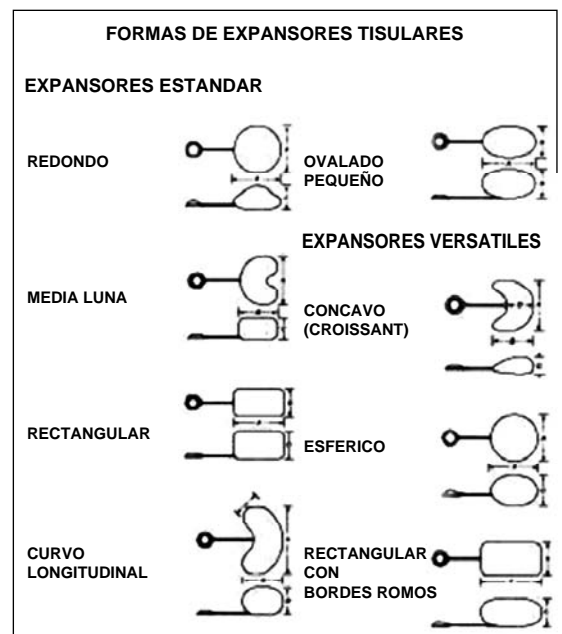 FORMAS DE EXPANSORES TISULARES
EXPANSORES ESTANDAR
REDONDO
OVALADO
PEQUEÑO
EXPANSORES VERSATILES
MEDIA LUNA
CONCAVO
(CROISSANT)
RECTANGULAR
ESFERICO
CURVO
LONGITUDINAL
RECTANGULAR
CON
BORDES ROMOS